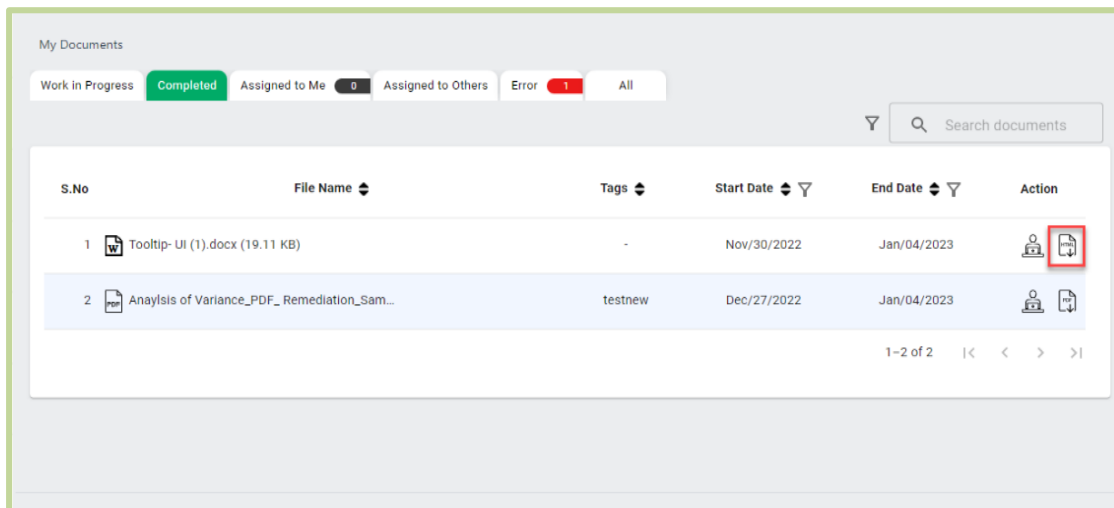 My Documents
Work in Progress Completed Assigned to Me 0 Assigned to Others Error 1 All
Search documents
S.No File Name Tags Start Date End Date Action
1 W Tooltip- UI (1).docx (19.11 KB) - Nov/30/2022 Jan/04/2023 HTML
2 PDF Anaylsis of Variance_PDF_ Remediation_Sam... testnew Dec/27/2022 Jan/04/2023 PDF
1–2 of 2